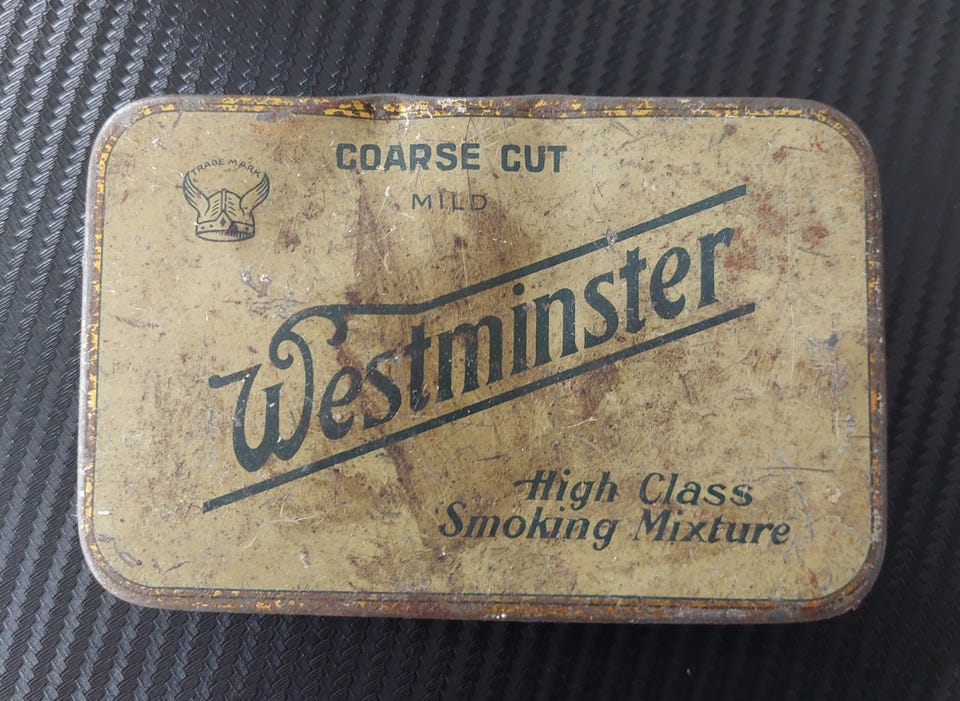 TRADE MARK
COARSE CUT
MILD
Westminster
High Class
Smoking Mixture